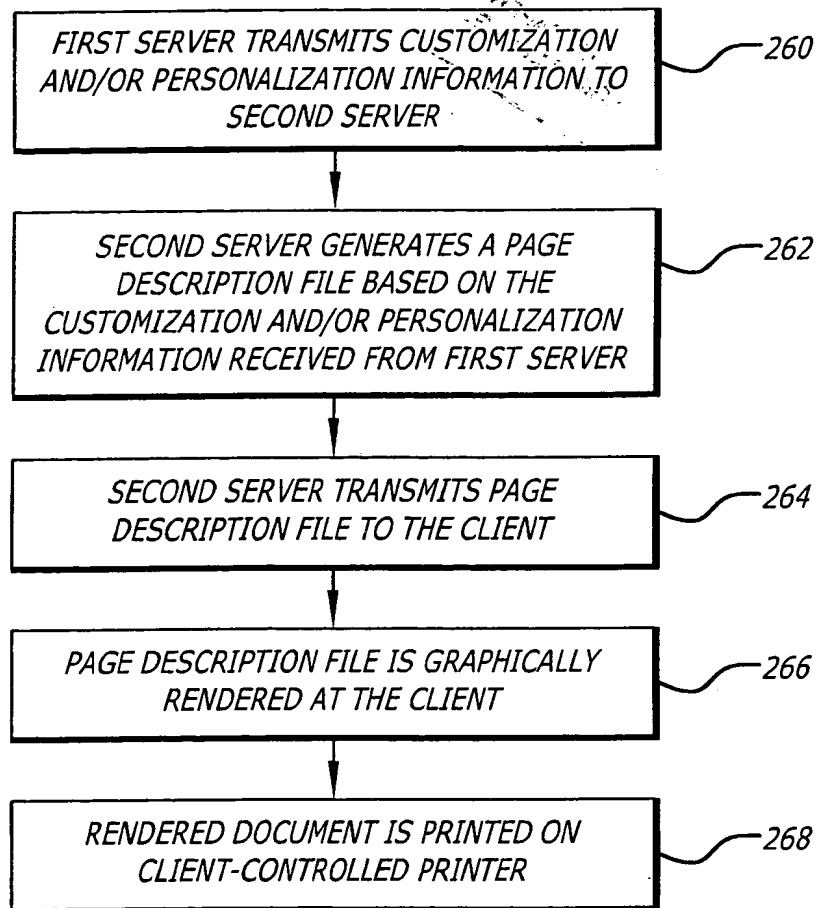 FIRST SERVER TRANSMITS CUSTOMIZATION
AND/OR PERSONALIZATION INFORMATION TO
SECOND SERVER
260
SECOND SERVER GENERATES A PAGE
DESCRIPTION FILE BASED ON THE
CUSTOMIZATION AND/OR PERSONALIZATION
INFORMATION RECEIVED FROM FIRST SERVER
262
SECOND SERVER TRANSMITS PAGE
DESCRIPTION FILE TO THE CLIENT
264
PAGE DESCRIPTION FILE IS GRAPHICALLY
RENDERED AT THE CLIENT
266
RENDERED DOCUMENT IS PRINTED ON
CLIENT-CONTROLLED PRINTER
268